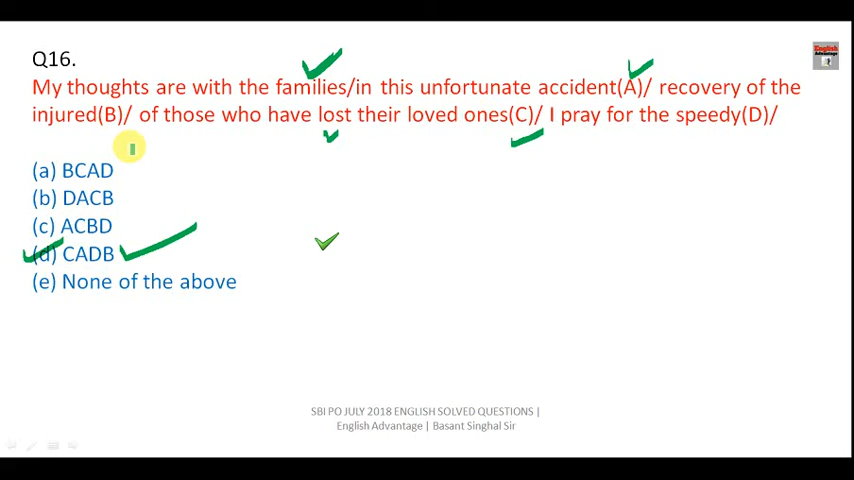 Q16.
English
Advantage
My thoughts are with the families/in this unfortunate accident(A)/ recovery of the
injured(B)/ of those who have lost their loved ones(C)/ I pray for the speedy(D)/
(a) BCAD
(b) DACB
(c) ACBD
(d) CADB
(e) None of the above
SBI PO JULY 2018 ENGLISH SOLVED QUESTIONS |
English Advantage | Basant Singhal Sir